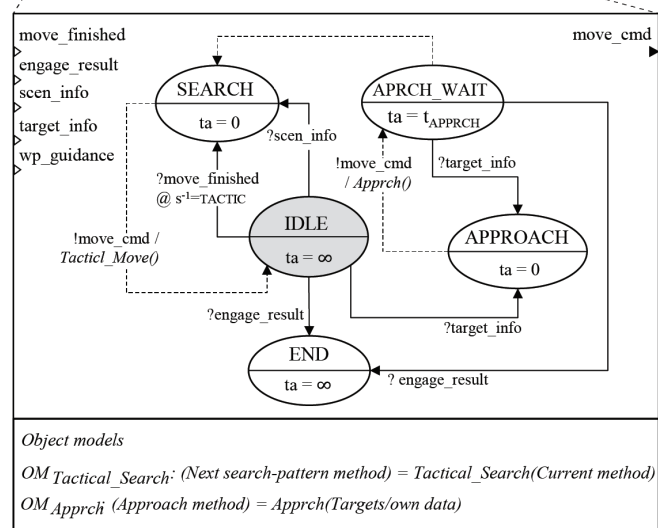 move_finished
move_cmd
engage_result
scen_info
target_info
wp_guidance
SEARCH
ta = 0
APRCH_WAIT
ta = tAPPRCH
?scen_info
?move_finished
@ s-1=TACTIC
!move_cmd
/ Apprch()
?target_info
IDLE
ta = ∞
APPROACH
ta = 0
!move_cmd /
Tacticl_Move()
?engage_result
?target_info
END
ta = ∞
? engage_result
Object models
OM Tactical_Search: (Next search-pattern method) = Tactical_Search(Current method)
OM Apprch: (Approach method) = Apprch(Targets/own data)